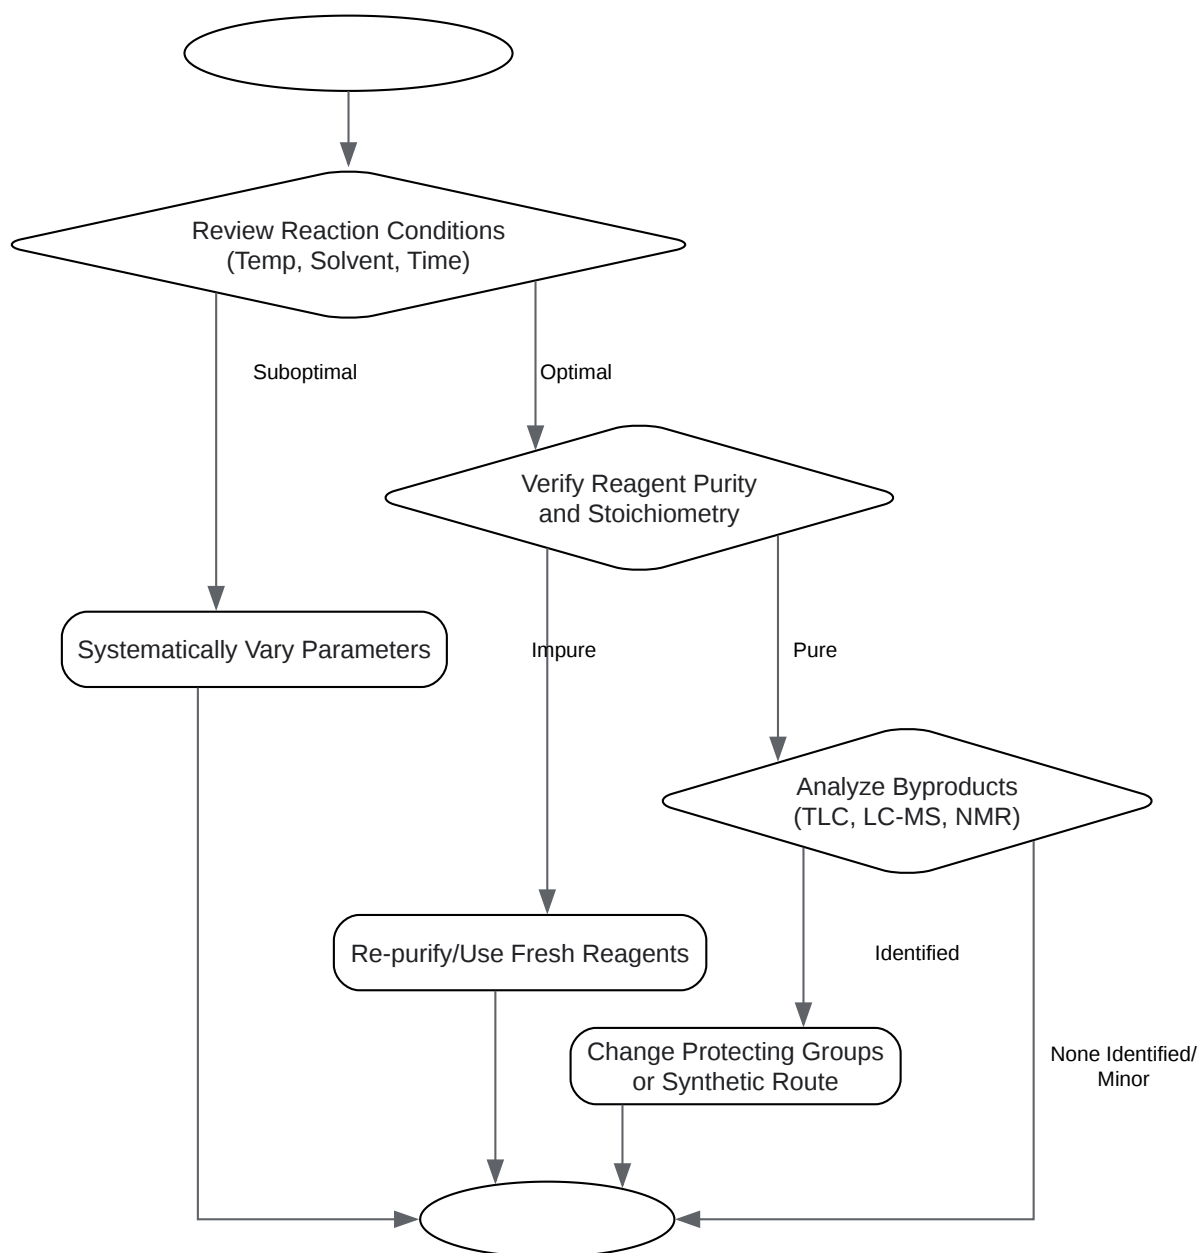 Review Reaction Conditions
(Temp, Solvent, Time)
Suboptimal
Optimal
Verify Reagent Purity
and Stoichiometry
Systematically Vary Parameters
Impure
Pure
Analyze Byproducts
(TLC, LC-MS, NMR)
Re-purify/Use Fresh Reagents
Identified
Change Protecting Groups
or Synthetic Route
None Identified/
Minor